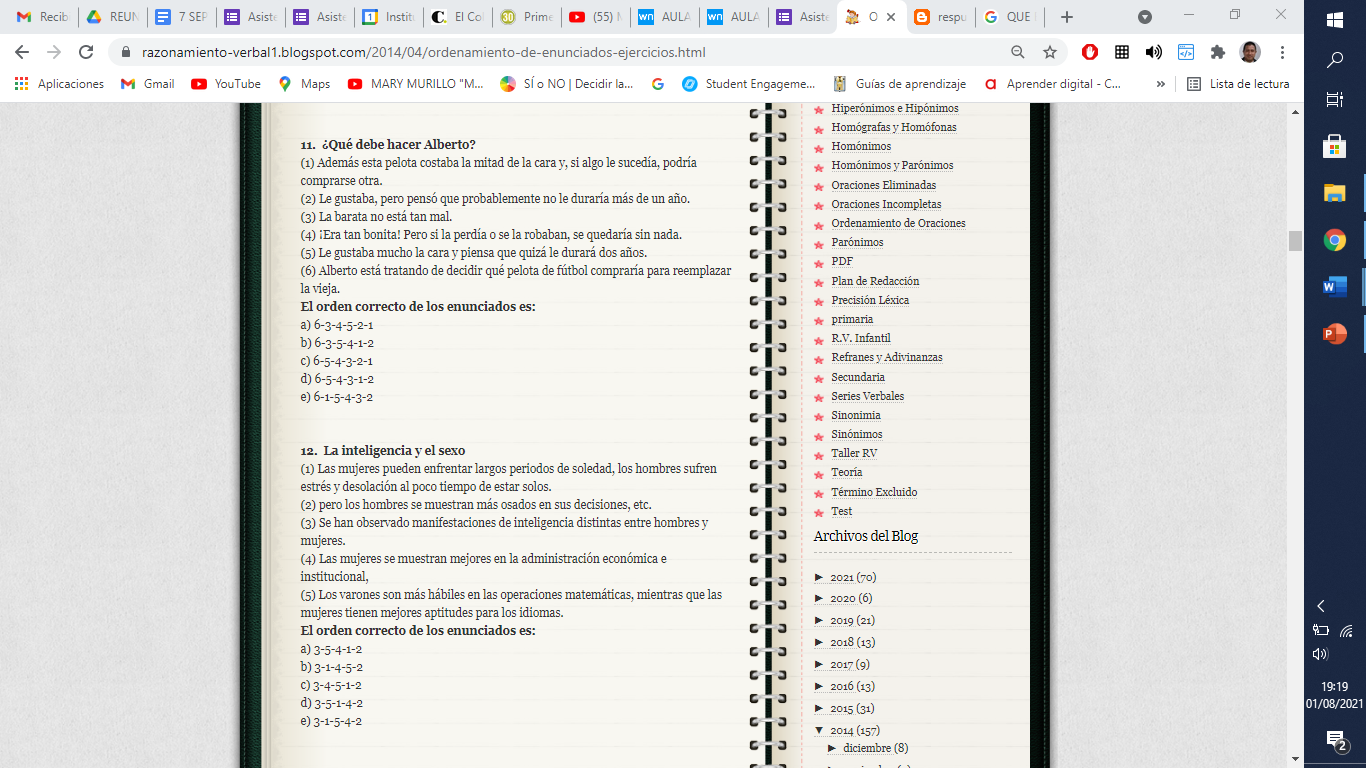 Recib
REUN
7 SEP
Asiste
Asiste
Institu
El Col
Prime
(55) M
AULA
AULA
Asiste
O
respu
QUE
razonamiento-verbal1.blogspot.com/2014/04/ordenamiento-de-enunciados-ejercicios.html
Aplicaciones
Gmail
YouTube
Maps
MARY MURILLO "M...
SÍ o NO | Decidir la...
Student Engageme...
Guías de aprendizaje
Aprender digital - C...
»
Lista de lectura
11. ¿Qué debe hacer Alberto?
(1) Además esta pelota costaba la mitad de la cara y, si algo le sucedía, podría
comprarse otra.
(2) Le gustaba, pero pensó que probablemente no le duraría más de un año.
(3) La barata no está tan mal.
(4) ¡Era tan bonita! Pero si la perdía o se la robaban, se quedaría sin nada.
(5) Le gustaba mucho la cara y piensa que quizá le durará dos años.
(6) Alberto está tratando de decidir qué pelota de fútbol compraría para reemplazar
la vieja.
El orden correcto de los enunciados es:
a) 6-3-4-5-2-1
b) 6-3-5-4-1-2
c) 6-5-4-3-2-1
d) 6-5-4-3-1-2
e) 6-1-5-4-3-2
12. La inteligencia y el sexo
(1) Las mujeres pueden enfrentar largos periodos de soledad, los hombres sufren
estrés y desolación al poco tiempo de estar solos.
(2) pero los hombres se muestran más osados en sus decisiones, etc.
(3) Se han observado manifestaciones de inteligencia distintas entre hombres y
mujeres.
(4) Las mujeres se muestran mejores en la administración económica e
institucional,
(5) Los varones son más hábiles en las operaciones matemáticas, mientras que las
mujeres tienen mejores aptitudes para los idiomas.
El orden correcto de los enunciados es:
a) 3-5-4-1-2
b) 3-1-4-5-2
c) 3-4-5-1-2
d) 3-5-1-4-2
e) 3-1-5-4-2
Hiperónimos e Hipónimos
Homógrafas y Homófonas
Homónimos
Homónimos y Parónimos
Oraciones Eliminadas
Oraciones Incompletas
Ordenamiento de Oraciones
Parónimos
PDF
Plan de Redacción
Precisión Léxica
primaria
R.V. Infantil
Refranes y Adivinanzas
Secundaria
Series Verbales
Sinonimia
Sinónimos
Taller RV
Teoría
Término Excluido
Test
Archivos del Blog
► 2021 (70)
► 2020 (6)
► 2019 (21)
► 2018 (13)
► 2017 (9)
► 2016 (13)
► 2015 (31)
▼ 2014 (157)
► diciembre (8)
19:19
01/08/2021
2